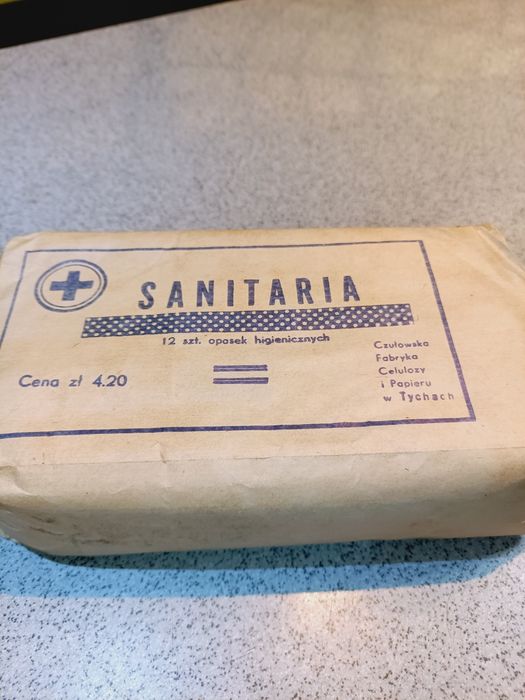 SANITARIA
12 szt. opasek higienicznych
Cena zł 4.20
Czułowska
Fabryka
Celulozy
i Papieru
w Tychach